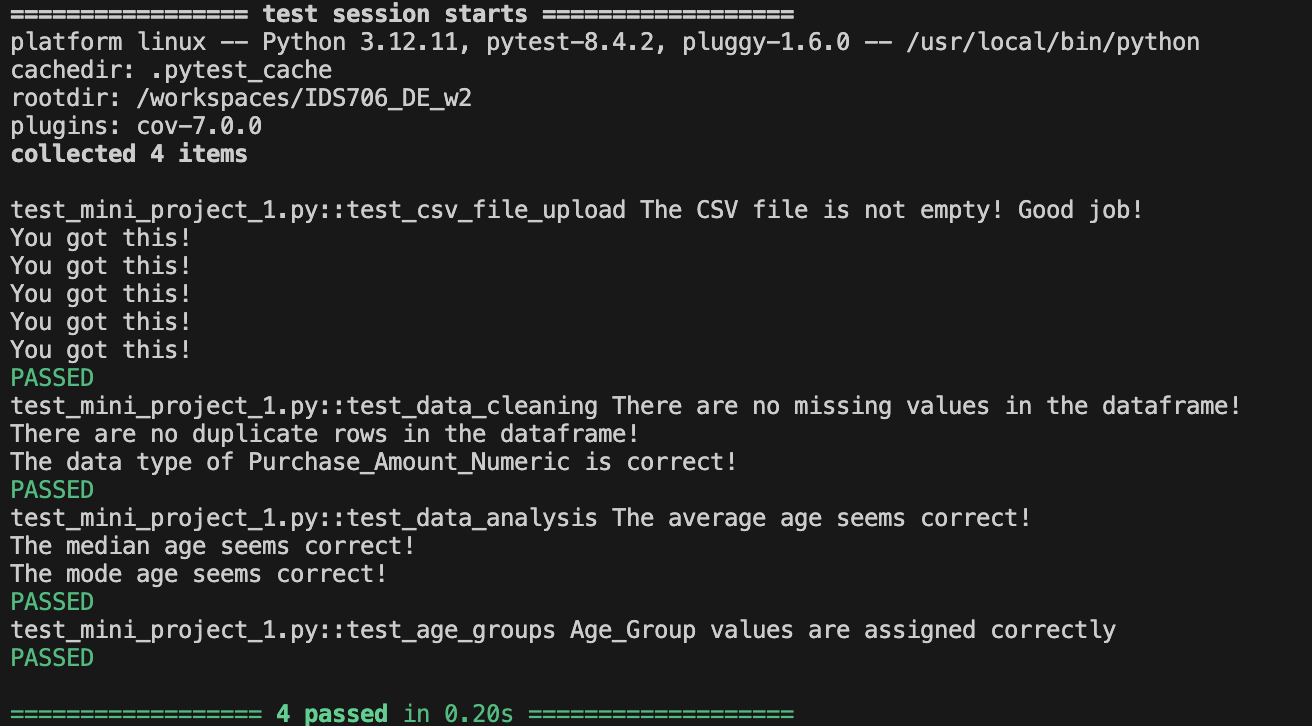 ================= test session starts ==================
platform linux -- Python 3.12.11, pytest-8.4.2, pluggy-1.6.0 -- /usr/local/bin/python
cachedir: .pytest_cache
rootdir: /workspaces/IDS706_DE_w2
plugins: cov-7.0.0
collected 4 items

test_mini_project_1.py::test_csv_file_upload The CSV file is not empty! Good job!
You got this!
You got this!
You got this!
You got this!
You got this!
PASSED
test_mini_project_1.py::test_data_cleaning There are no missing values in the dataframe!
There are no duplicate rows in the dataframe!
The data type of Purchase_Amount_Numeric is correct!
PASSED
test_mini_project_1.py::test_data_analysis The average age seems correct!
The median age seems correct!
The mode age seems correct!
PASSED
test_mini_project_1.py::test_age_groups Age_Group values are assigned correctly
PASSED

================== 4 passed in 0.20s ===================